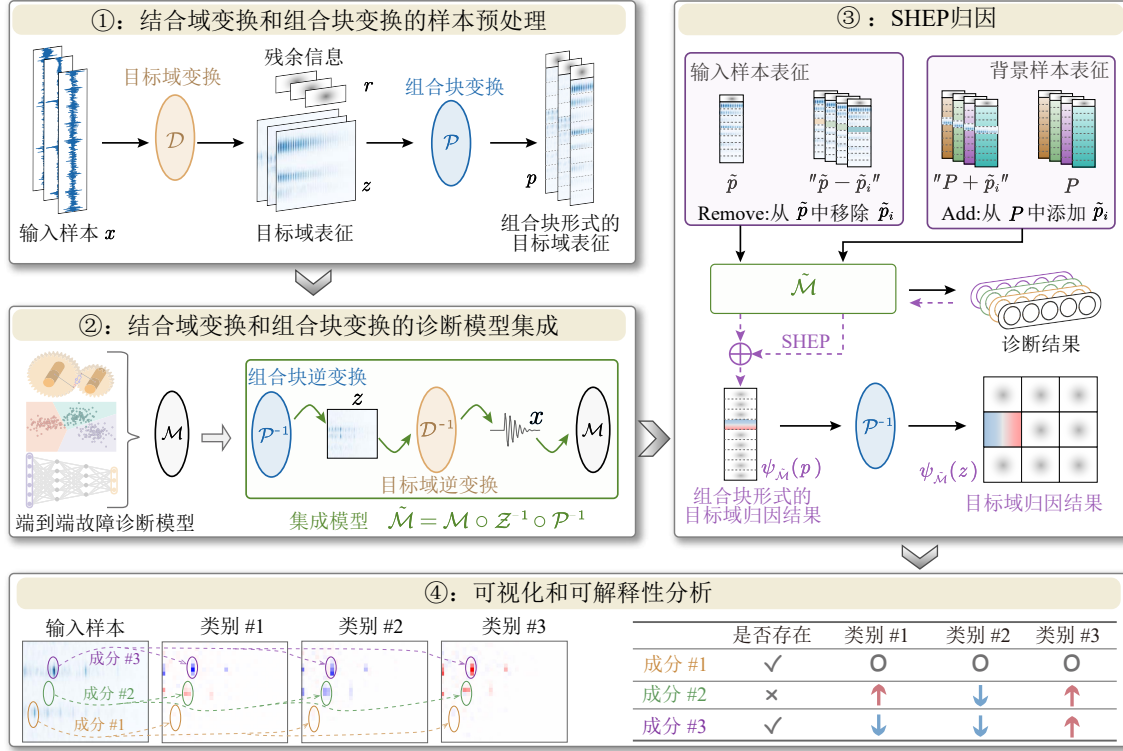 ①：结合域变换和组合块变换的样本预处理
目标域变换
𝒟
输入样本 x
残余信息
r
z
目标域表征
组合块变换
𝒫
p
组合块形式的
目标域表征
②：结合域变换和组合块变换的诊断模型集成
端到端故障诊断模型
ℳ
组合块逆变换
𝒫⁻¹
z
𝒟⁻¹
目标域逆变换
x
ℳ
集成模型 ℳ̃ = ℳ ∘ 𝒵⁻¹ ∘ 𝒫⁻¹
③：SHEP归因
输入样本表征
p̃
"p̃ − p̃ᵢ"
Remove:从 p̃ 中移除 p̃ᵢ
背景样本表征
"P + p̃ᵢ"
P
Add:从 P 中添加 p̃ᵢ
ℳ̃
诊断结果
SHEP
ψ_ℳ̃(p)
组合块形式的
目标域归因结果
𝒫⁻¹
ψ_ℳ̃(z)
目标域归因结果
④：可视化和可解释性分析
输入样本 类别 #1 类别 #2 类别 #3
成分 #3
成分 #2
成分 #1
是否存在 类别 #1 类别 #2 类别 #3
成分 #1 ✓ O O O
成分 #2 × ↑ ↓ ↑
成分 #3 ✓ ↓ ↓ ↑